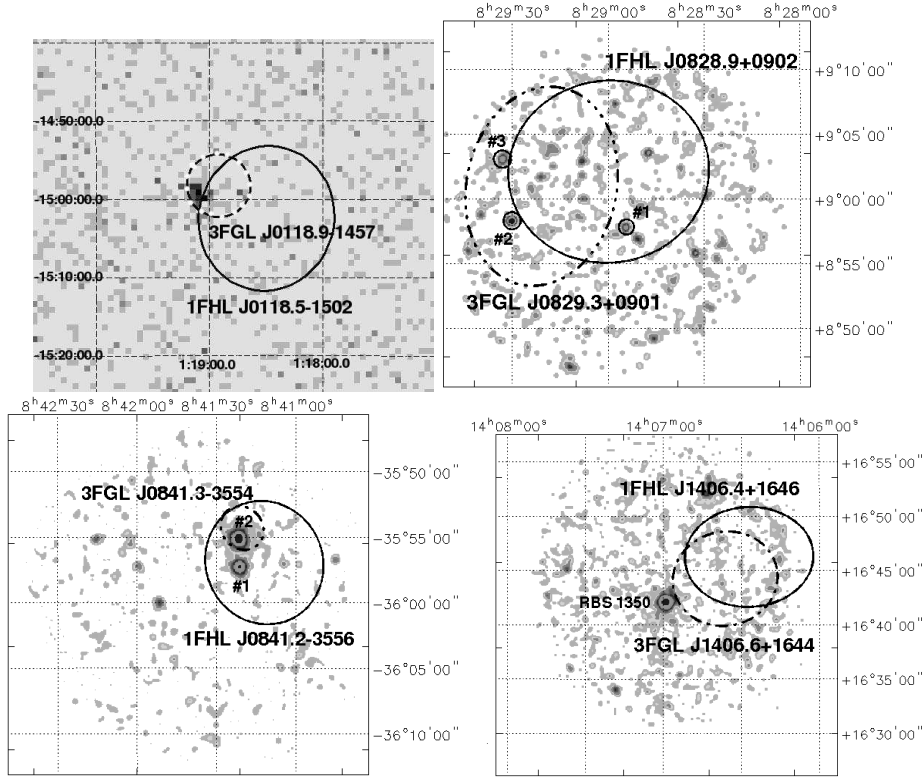 14:50:00.0
-15:00:00.0
3FGL J0118.9-1457
-15:10:00.0
1FHL J0118.5-1502
-15:20:00.0
1:19:00.0 1:18:00.0
8ʰ29ᵐ30ˢ 8ʰ29ᵐ00ˢ 8ʰ28ᵐ30ˢ 8ʰ28ᵐ00ˢ
1FHL J0828.9+0902
+9°10'00"
#3
+9°05'00"
+9°00'00"
#1
#2
+8°55'00"
3FGL J0829.3+0901
+8°50'00"
8ʰ42ᵐ30ˢ 8ʰ42ᵐ00ˢ 8ʰ41ᵐ30ˢ 8ʰ41ᵐ00ˢ
-35°50'00"
3FGL J0841.3-3554
#2
-35°55'00"
#1
-36°00'00"
1FHL J0841.2-3556
-36°05'00"
-36°10'00"
14ʰ08ᵐ00ˢ 14ʰ07ᵐ00ˢ 14ʰ06ᵐ00ˢ
+16°55'00"
1FHL J1406.4+1646
+16°50'00"
+16°45'00"
RBS 1350
+16°40'00"
3FGL J1406.6+1644
+16°35'00"
+16°30'00"